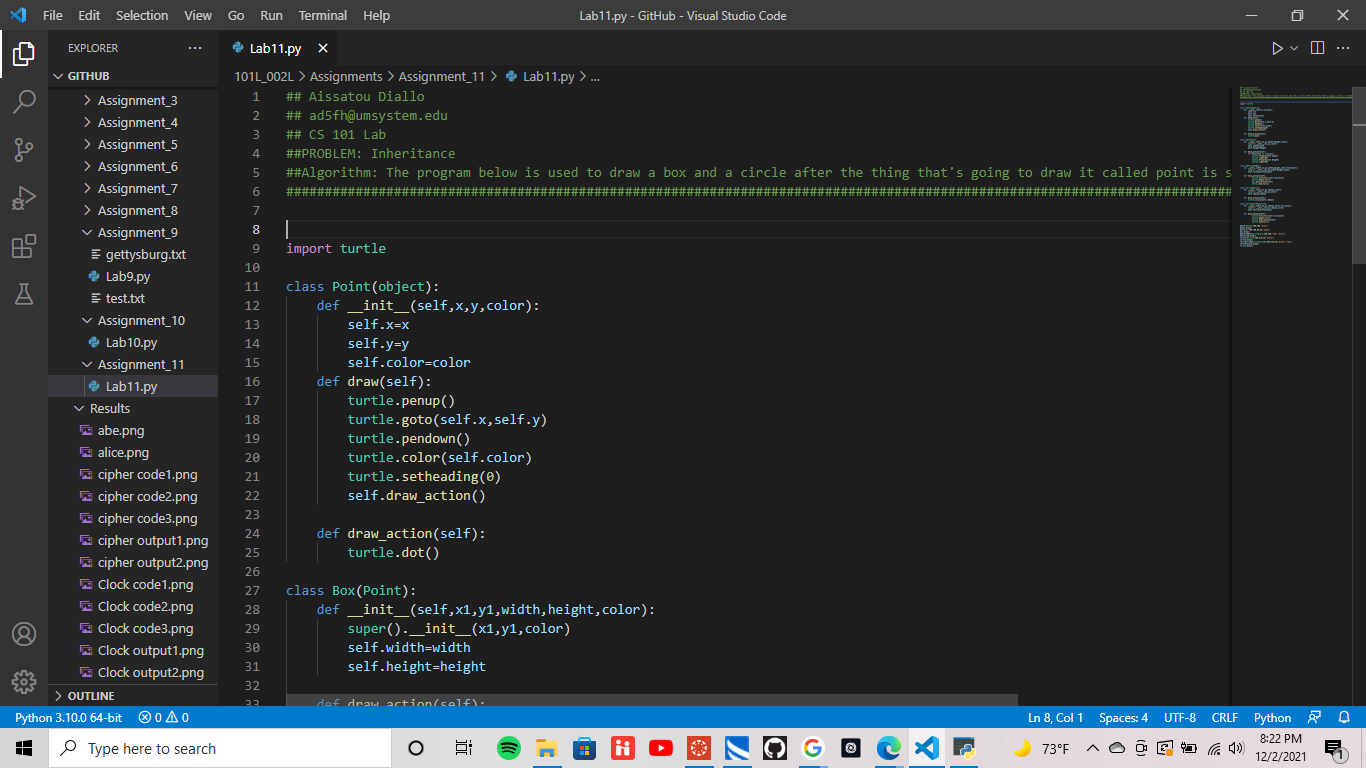 File Edit Selection View Go Run Terminal Help
Lab11.py - GitHub - Visual Studio Code
EXPLORER
GITHUB
Assignment_3
Assignment_4
Assignment_5
Assignment_6
Assignment_7
Assignment_8
Assignment_9
gettysburg.txt
Lab9.py
test.txt
Assignment_10
Lab10.py
Assignment_11
Lab11.py
Results
abe.png
alice.png
cipher code1.png
cipher code2.png
cipher code3.png
cipher output1.png
cipher output2.png
Clock code1.png
Clock code2.png
Clock code3.png
Clock output1.png
Clock output2.png
OUTLINE
Lab11.py
101L_002L > Assignments > Assignment_11 > Lab11.py > ...
1 ## Aissatou Diallo
2 ## ad5fh@umsystem.edu
3 ## CS 101 Lab
4 ##PROBLEM: Inheritance
5 ##Algorithm: The program below is used to draw a box and a circle after the thing that's going to draw it called point is s
6 ###########################################################################################################################
7
8
9 import turtle
10
11 class Point(object):
12 def __init__(self,x,y,color):
13 self.x=x
14 self.y=y
15 self.color=color
16 def draw(self):
17 turtle.penup()
18 turtle.goto(self.x,self.y)
19 turtle.pendown()
20 turtle.color(self.color)
21 turtle.setheading(0)
22 self.draw_action()
23
24 def draw_action(self):
25 turtle.dot()
26
27 class Box(Point):
28 def __init__(self,x1,y1,width,height,color):
29 super().__init__(x1,y1,color)
30 self.width=width
31 self.height=height
32
33 def draw_action(self):
Python 3.10.0 64-bit 0 0
Ln 8, Col 1 Spaces: 4 UTF-8 CRLF Python
Type here to search
73°F
8:22 PM
12/2/2021
1